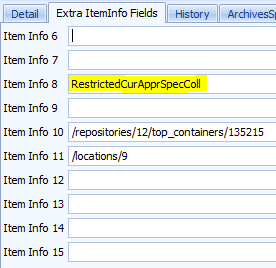 Detail Extra ItemInfo Fields History ArchivesSp
Item Info 6
Item Info 7
Item Info 8 RestrictedCurApprSpecColl
Item Info 9
Item Info 10 /repositories/12/top_containers/135215
Item Info 11 /locations/9
Item Info 12
Item Info 13
Item Info 14
Item Info 15